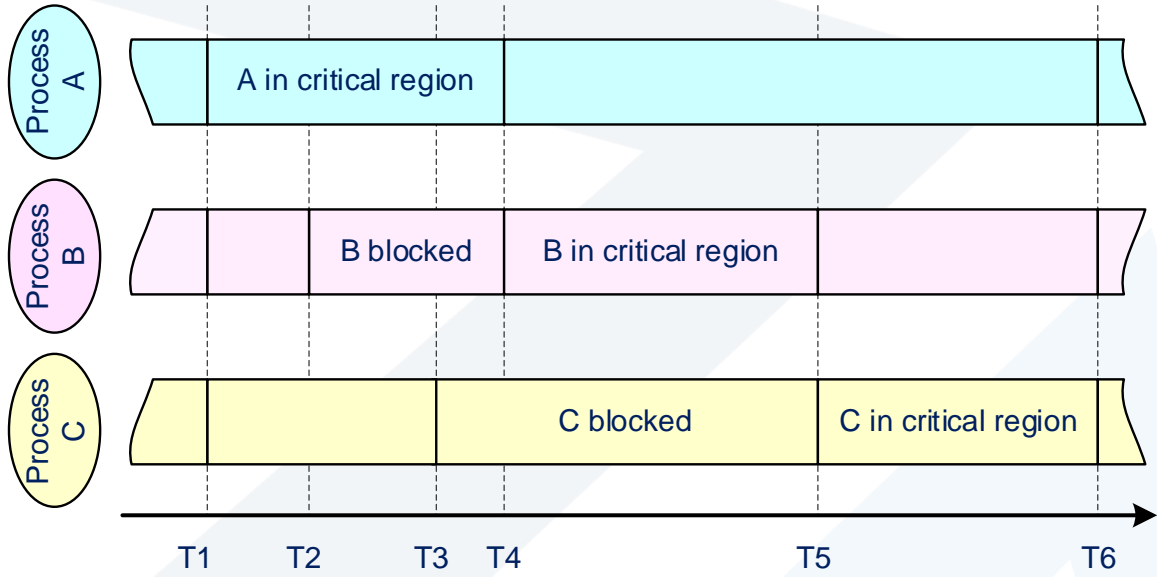 Process
A
A in critical region
Process
B
B blocked
B in critical region
Process
C
C blocked
C in critical region
T1
T2
T3
T4
T5
T6